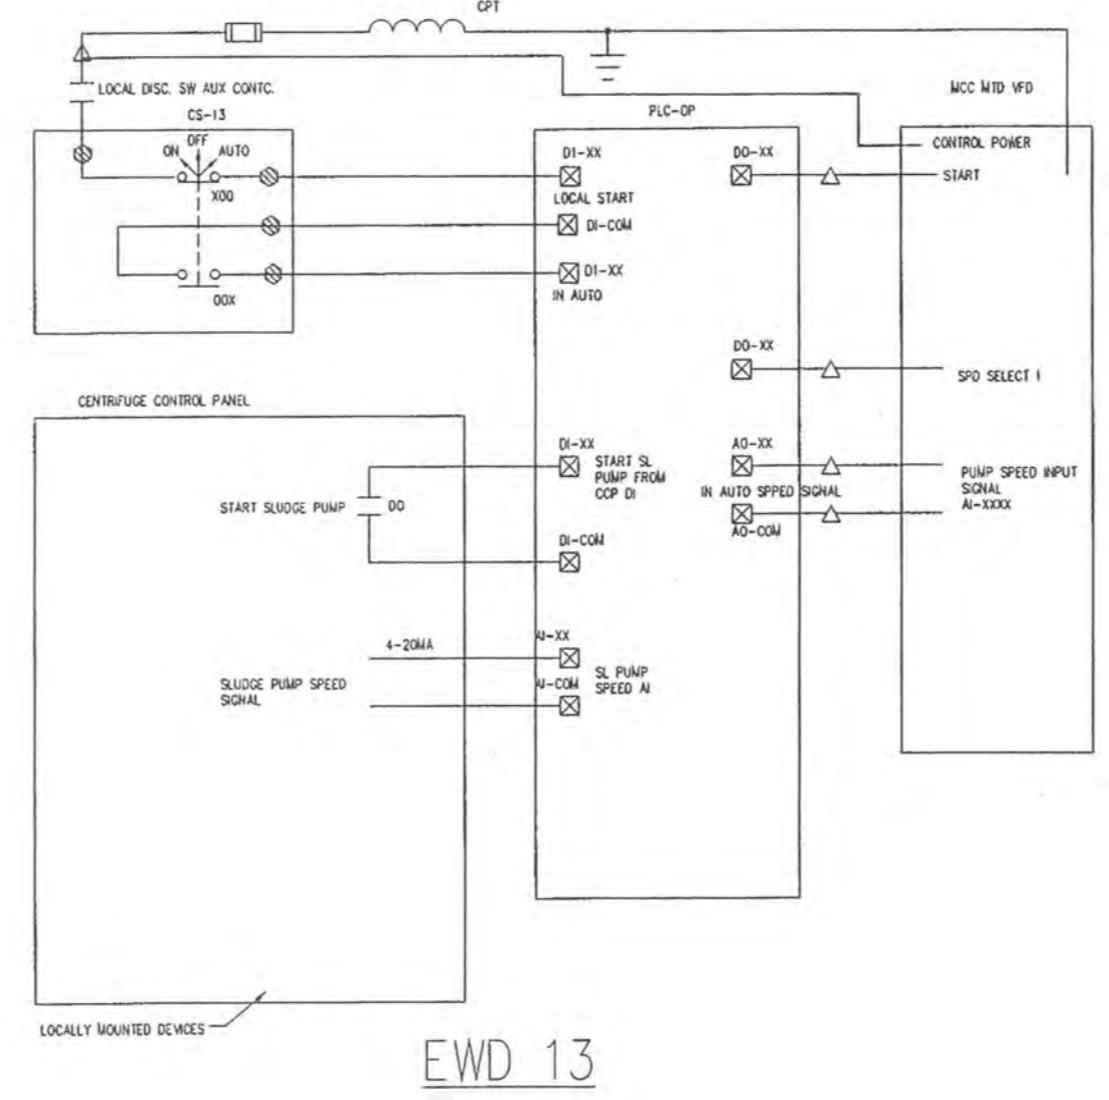 CPT
LOCAL DISC. SW AUX CONTC.
MCC MTD VFD
CS-13
PLC-OP
OFF
ON
AUTO
X00
DI-XX
DO-XX
CONTROL POWER
START
LOCAL START
DI-COM
DI-XX
IN AUTO
00X
DO-XX
SPD SELECT 1
CENTRIFUGE CONTROL PANEL
DI-XX
START SL
PUMP FROM
CCP DI
AO-XX
IN AUTO SPPED SIGNAL
PUMP SPEED INPUT
SIGNAL
AI-XXXX
START SLUDGE PUMP
DO
AO-COM
DI-COM
4-20MA
AI-XX
SLUDGE PUMP SPEED
SIGNAL
AI-COM
SL PUMP
SPEED AI
LOCALLY MOUNTED DEVICES
EWD 13